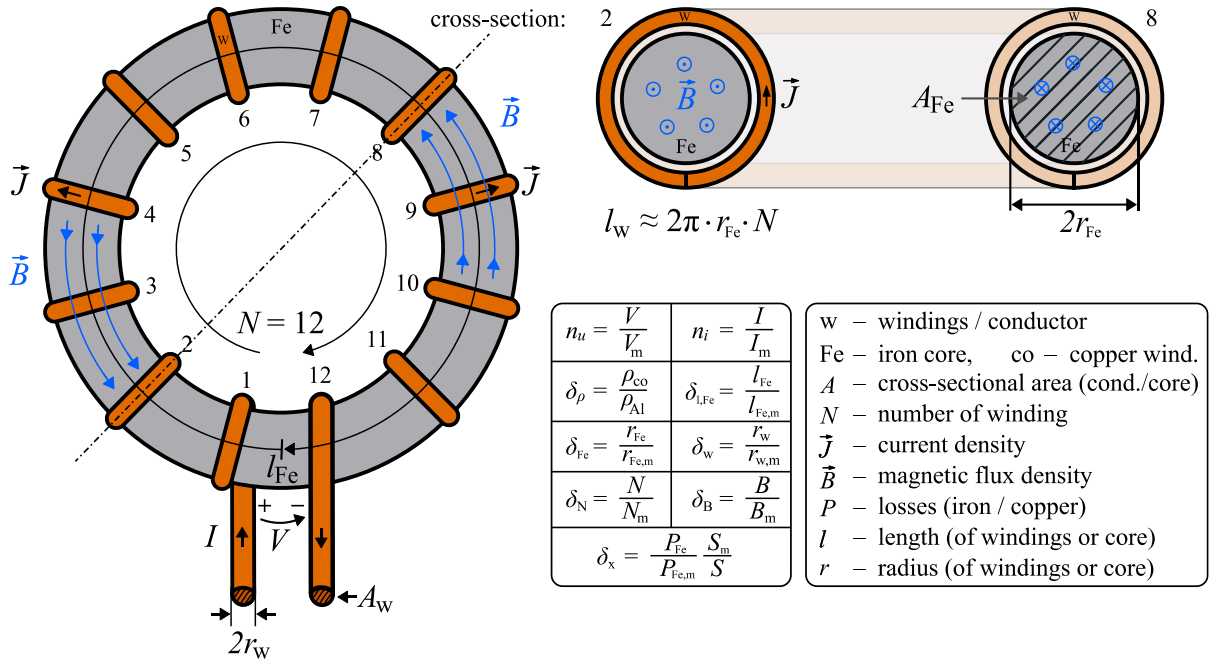 cross-section:
Fe
w
1
2
3
4
5
6
7
8
9
10
11
12
J⃗
J⃗
B⃗
B⃗
N = 12
l_Fe
+ −
I
V
A_w
2r_w
2
w
B⃗
Fe
J⃗
8
w
A_Fe
Fe
l_w ≈ 2π · r_Fe · N
2r_Fe
n_u = V / V_m
n_i = I / I_m
δ_ρ = ρ_co / ρ_Al
δ_l,Fe = l_Fe / l_Fe,m
δ_Fe = r_Fe / r_Fe,m
δ_w = r_w / r_w,m
δ_N = N / N_m
δ_B = B / B_m
δ_x = P_Fe / P_Fe,m S_m / S
w – windings / conductor
Fe – iron core, co – copper wind.
A – cross-sectional area (cond./core)
N – number of winding
J⃗ – current density
B⃗ – magnetic flux density
P – losses (iron / copper)
l – length (of windings or core)
r – radius (of windings or core)